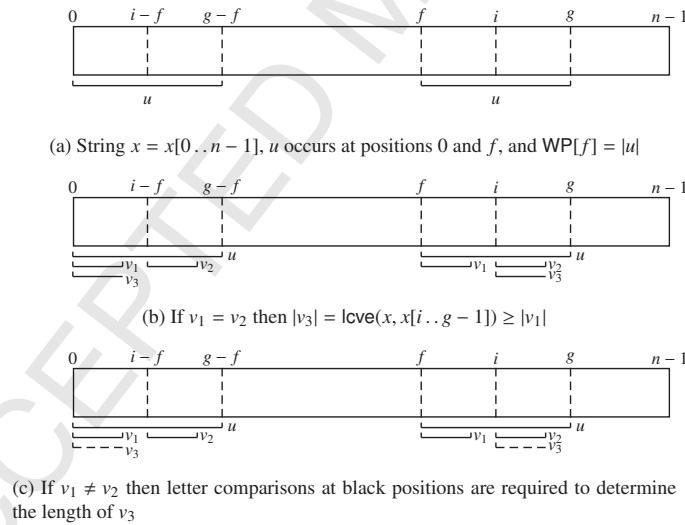 0 i − f g − f f i g n − 1
u u
(a) String x = x[0 . . n − 1], u occurs at positions 0 and f, and WP[f] = |u|
0 i − f g − f f i g n − 1
u u
v1 v2 v1 v2
v3 v3
(b) If v1 = v2 then |v3| = lcve(x, x[i . . g − 1]) ≥ |v1|
0 i − f g − f f i g n − 1
u u
v1 v2 v1 v2
v3 v3
(c) If v1 ≠ v2 then letter comparisons at black positions are required to determine
the length of v3